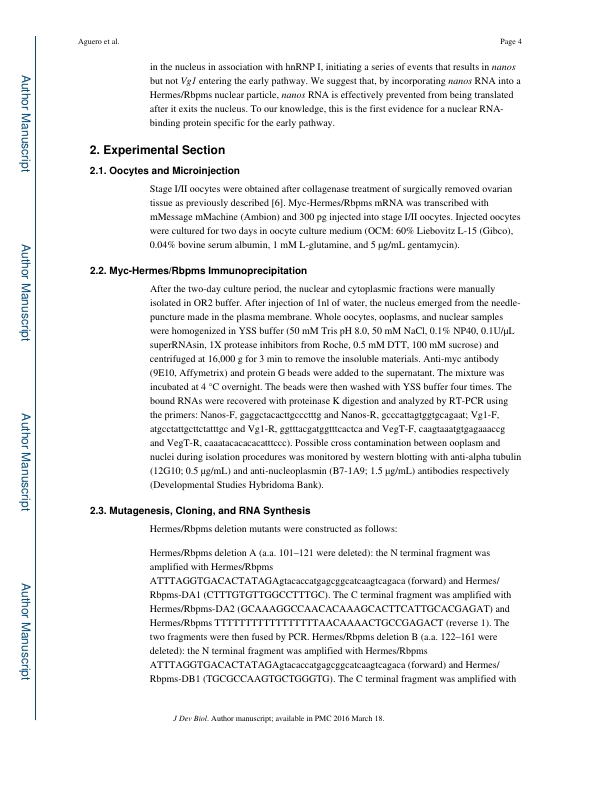 Aguero et al.
Page 4
in the nucleus in association with hnRNP I, initiating a series of events that results in nanos
but not Vg1 entering the early pathway. We suggest that, by incorporating nanos RNA into a
Hermes/Rbpms nuclear particle, nanos RNA is effectively prevented from being translated
after it exits the nucleus. To our knowledge, this is the first evidence for a nuclear RNA-
binding protein specific for the early pathway.
2. Experimental Section
2.1. Oocytes and Microinjection
Stage I/II oocytes were obtained after collagenase treatment of surgically removed ovarian
tissue as previously described [6]. Myc-Hermes/Rbpms mRNA was transcribed with
mMessage mMachine (Ambion) and 300 pg injected into stage I/II oocytes. Injected oocytes
were cultured for two days in oocyte culture medium (OCM: 60% Liebovitz L-15 (Gibco),
0.04% bovine serum albumin, 1 mM L-glutamine, and 5 μg/mL gentamycin).
2.2. Myc-Hermes/Rbpms Immunoprecipitation
After the two-day culture period, the nuclear and cytoplasmic fractions were manually
isolated in OR2 buffer. After injection of 1nl of water, the nucleus emerged from the needle-
puncture made in the plasma membrane. Whole oocytes, ooplasms, and nuclear samples
were homogenized in YSS buffer (50 mM Tris pH 8.0, 50 mM NaCl, 0.1% NP40, 0.1U/μL
superRNAsin, 1X protease inhibitors from Roche, 0.5 mM DTT, 100 mM sucrose) and
centrifuged at 16,000 g for 3 min to remove the insoluble materials. Anti-myc antibody
(9E10, Affymetrix) and protein G beads were added to the supernatant. The mixture was
incubated at 4 °C overnight. The beads were then washed with YSS buffer four times. The
bound RNAs were recovered with proteinase K digestion and analyzed by RT-PCR using
the primers: Nanos-F, gaggctacacttgccctttg and Nanos-R, gcccattagtggtgcagaat; Vg1-F,
atgcctattgcttctatttgc and Vg1-R, ggtttacgatggtttcactca and VegT-F, caagtaaatgtgagaaaccg
and VegT-R, caaatacacacacatttccc). Possible cross contamination between ooplasm and
nuclei during isolation procedures was monitored by western blotting with anti-alpha tubulin
(12G10; 0.5 μg/mL) and anti-nucleoplasmin (B7-1A9; 1.5 μg/mL) antibodies respectively
(Developmental Studies Hybridoma Bank).
2.3. Mutagenesis, Cloning, and RNA Synthesis
Hermes/Rbpms deletion mutants were constructed as follows:
Hermes/Rbpms deletion A (a.a. 101–121 were deleted): the N terminal fragment was
amplified with Hermes/Rbpms
ATTTAGGTGACACTATAGAgtacaccatgagcggcatcaagtcagaca (forward) and Hermes/
Rbpms-DA1 (CTTTGTGTTGGCCTTTGC). The C terminal fragment was amplified with
Hermes/Rbpms-DA2 (GCAAAGGCCAACACAAAGCACTTCATTGCACGAGAT) and
Hermes/Rbpms TTTTTTTTTTTTTTTTTAACAAAACTGCCGAGACT (reverse 1). The
two fragments were then fused by PCR. Hermes/Rbpms deletion B (a.a. 122–161 were
deleted): the N terminal fragment was amplified with Hermes/Rbpms
ATTTAGGTGACACTATAGAgtacaccatgagcggcatcaagtcagaca (forward) and Hermes/
Rbpms-DB1 (TGCGCCAAGTGCTGGGTG). The C terminal fragment was amplified with
J Dev Biol. Author manuscript; available in PMC 2016 March 18.
Author Manuscript
Author Manuscript
Author Manuscript
Author Manuscript